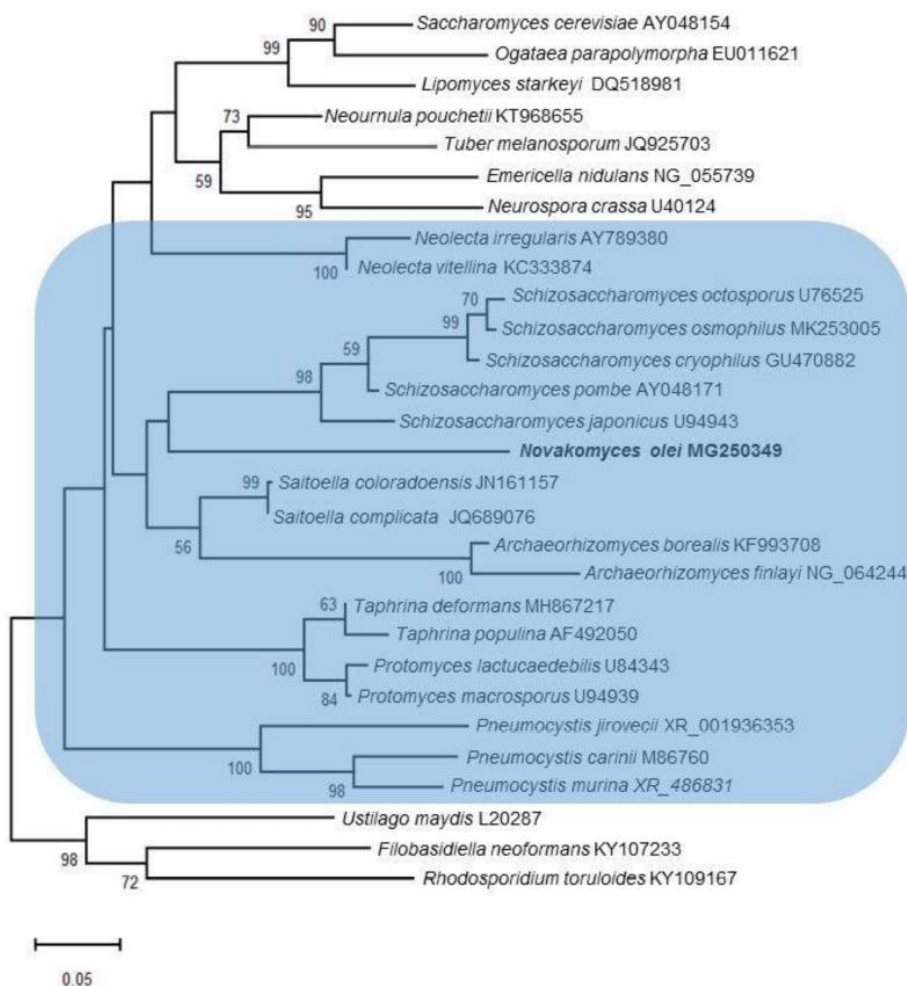 90 Saccharomyces cerevisiae AY048154
99 Ogataea parapolymorpha EU011621
Lipomyces starkeyi DQ518981
73 Neournula pouchetii KT968655
Tuber melanosporum JQ925703
59 Emericella nidulans NG_055739
95 Neurospora crassa U40124
Neolecta irregularis AY789380
100 Neolecta vitellina KC333874
70 Schizosaccharomyces octosporus U76525
99 Schizosaccharomyces osmophilus MK253005
59 Schizosaccharomyces cryophilus GU470882
98 Schizosaccharomyces pombe AY048171
Schizosaccharomyces japonicus U94943
Novakomyces olei MG250349
99 Saitoella coloradoensis JN161157
Saitoella complicata JQ689076
56 Archaeorhizomyces borealis KF993708
100 Archaeorhizomyces finlayi NG_064244
63 Taphrina deformans MH867217
Taphrina populina AF492050
100 Protomyces lactucaedebilis U84343
84 Protomyces macrosporus U94939
Pneumocystis jirovecii XR_001936353
100 Pneumocystis carinii M86760
98 Pneumocystis murina XR_486831
Ustilago maydis L20287
98 Filobasidiella neoformans KY107233
72 Rhodosporidium toruloides KY109167
0.05